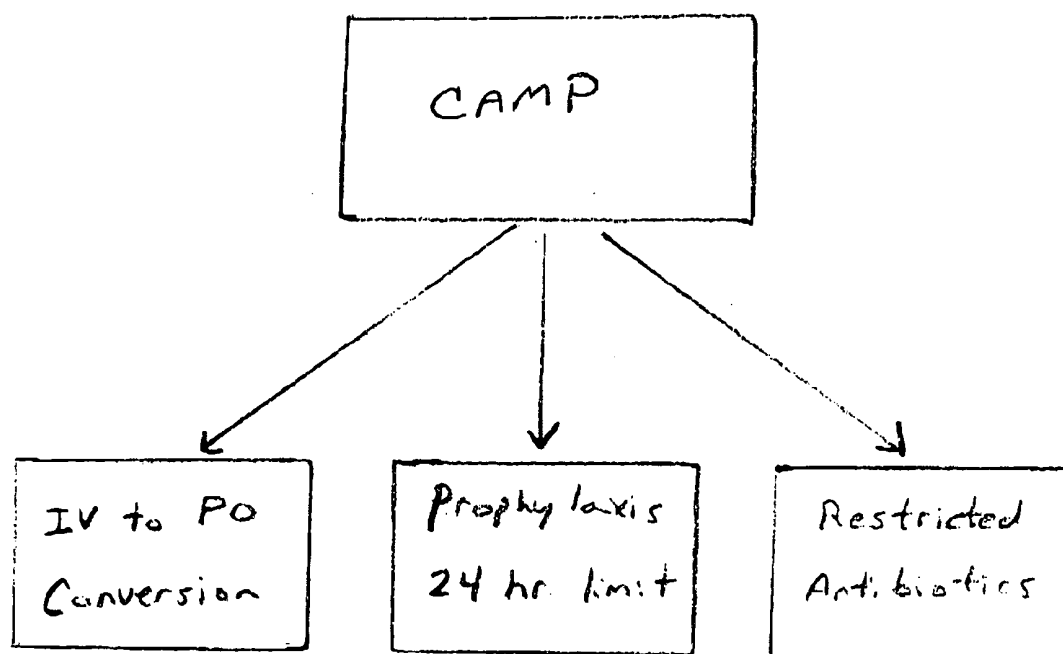 CAMP
IV to PO
Conversion
Prophylaxis
24 hr. limit
Restricted
Antibiotics